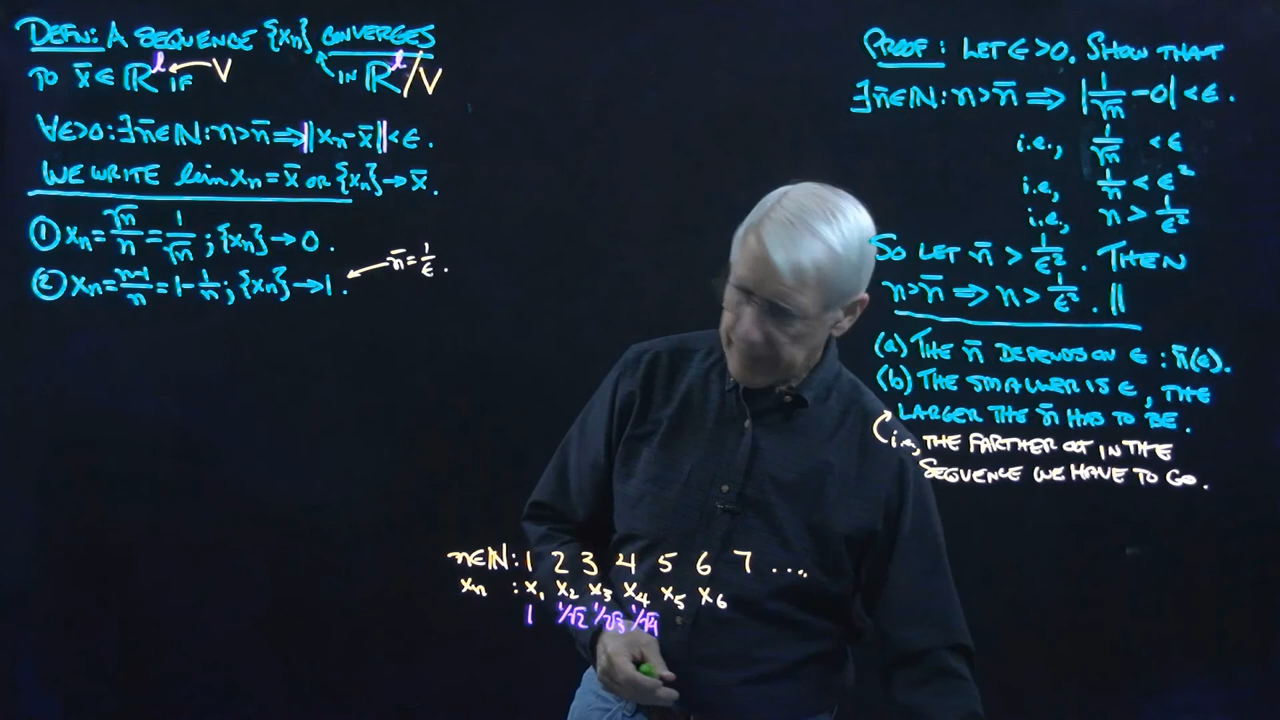 DEFN: A SEQUENCE {xₙ} CONVERGES
TO x̄ ∈ ℝˡ IF ← V
IN ℝˡ/V
∀ε>0: ∃n̄∈ℕ: n>n̄ ⟹ ||xₙ-x̄||<ε.
WE WRITE lim xₙ = x̄ OR {xₙ}→x̄.
① xₙ = √n/n = 1/√n; {xₙ}→0.
② xₙ = n-1/n = 1-1/n; {xₙ}→1. ← n̄ = 1/ε.
PROOF: LET ε>0. SHOW THAT
∃n̄∈ℕ: n>n̄ ⟹ |1/√n - 0| < ε.
i.e., 1/√n < ε
i.e., 1/n < ε²
i.e., n > 1/ε²
SO LET n̄ > 1/ε². THEN
n>n̄ ⟹ n > 1/ε². ||
(a) THE n̄ DEPENDS ON ε: n̄(ε).
(b) THE SMALLER IS ε, THE
LARGER THE n̄ HAS TO BE.
i.e., THE FARTHER OUT IN THE
SEQUENCE WE HAVE TO GO.
n∈ℕ: 1 2 3 4 5 6 7 ....
xₙ : x₁ x₂ x₃ x₄ x₅ x₆
1 1/√2 1/√3 1/√4